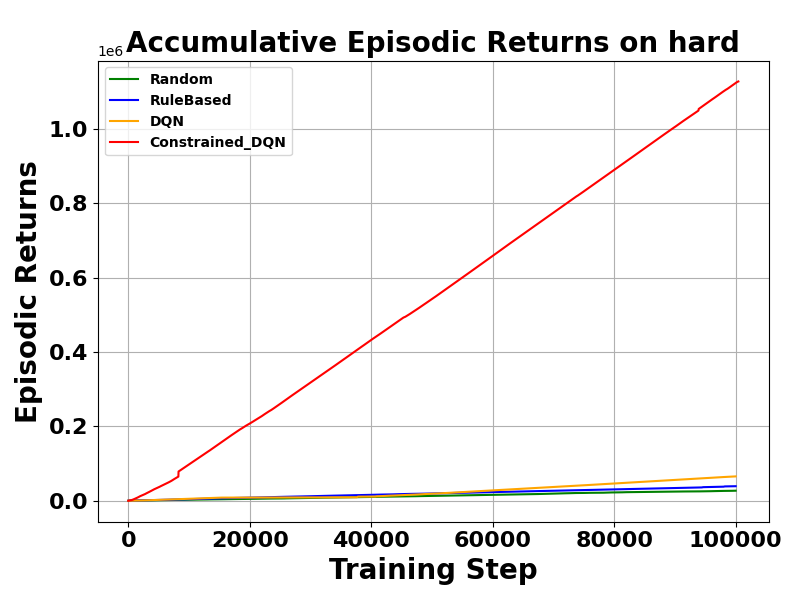 Accumulative Episodic Returns on hard
1e6
Random
RuleBased
DQN
Constrained_DQN
Episodic Returns
1.0
0.8
0.6
0.4
0.2
0.0
0 20000 40000 60000 80000 100000
Training Step